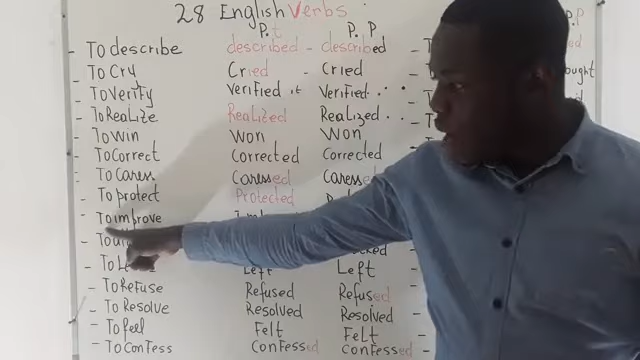 28 English Verbs
P.t P.P P.P
- To describe described - described -
- To Cry Cried - Cried
- To Verify Verified Verified
- To Realize Realized Realized
- To Win Won Won
- To Correct Corrected Corrected
- To Caress Caressed Caressed
- To protect Protected
- To improve
- To
- To Left Left
- To Refuse Refused Refused
- To Resolve Resolved Resolved
- To feel Felt Felt
- To Confess Confessed Confessed -